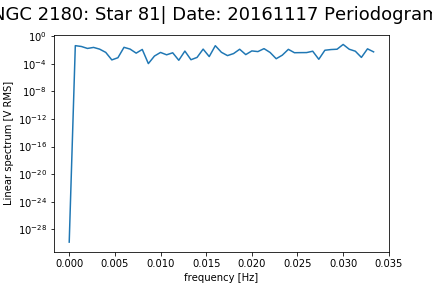 NGC 2180: Star 81| Date: 20161117 Periodogram
Linear spectrum [V RMS]
10^0
10^-4
10^-8
10^-12
10^-16
10^-20
10^-24
10^-28
0.000 0.005 0.010 0.015 0.020 0.025 0.030 0.035
frequency [Hz]